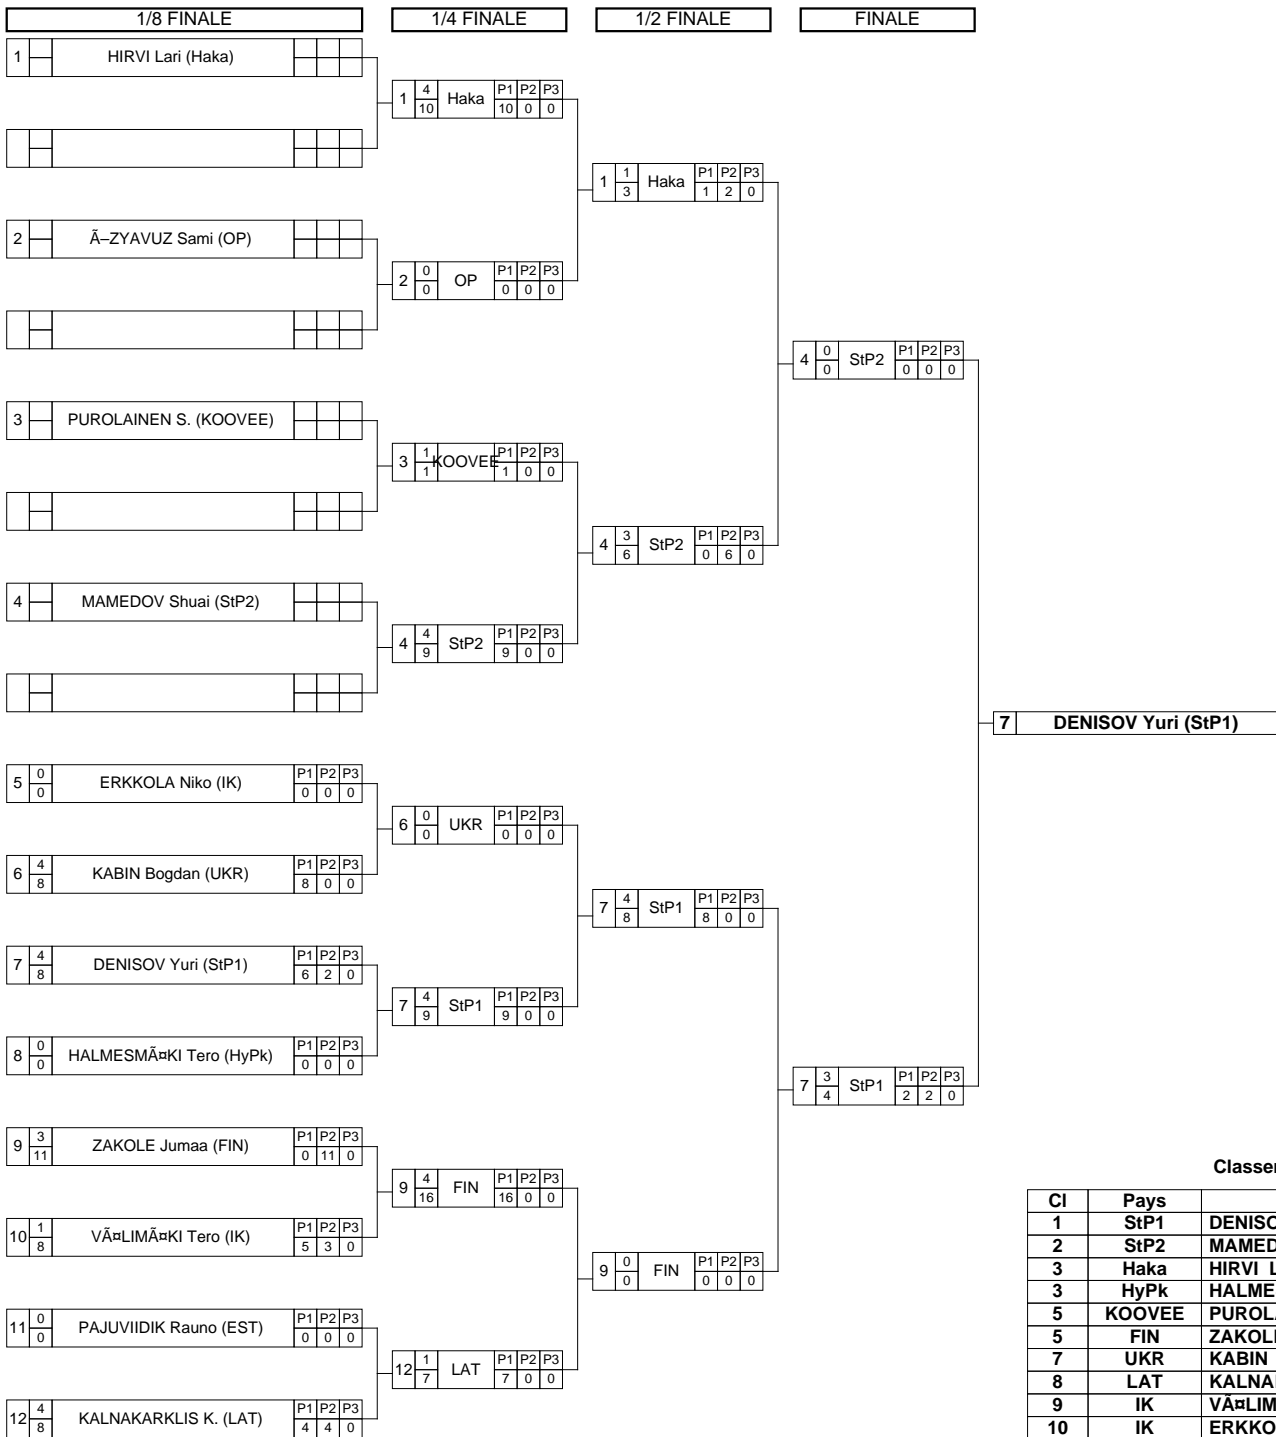 1/8 FINALE 1/4 FINALE 1/2 FINALE FINALE
1 HIRVI Lari (Haka)
1 4 10 Haka P1 P2 P3 10 0 0
1 1 3 Haka P1 P2 P3 1 2 0
2 Ã–ZYAVUZ Sami (OP)
2 0 0 OP P1 P2 P3 0 0 0
4 0 0 StP2 P1 P2 P3 0 0 0
3 PUROLAINEN S. (KOOVEE)
3 1 1 KOOVEE P1 P2 P3 1 0 0
4 3 6 StP2 P1 P2 P3 0 6 0
4 MAMEDOV Shuai (StP2)
4 4 9 StP2 P1 P2 P3 9 0 0
7 DENISOV Yuri (StP1)
5 0 0 ERKKOLA Niko (IK) P1 P2 P3 0 0 0
6 0 0 UKR P1 P2 P3 0 0 0
6 4 8 KABIN Bogdan (UKR) P1 P2 P3 8 0 0
7 4 8 StP1 P1 P2 P3 8 0 0
7 4 8 DENISOV Yuri (StP1) P1 P2 P3 6 2 0
7 4 9 StP1 P1 P2 P3 9 0 0
8 0 0 HALMESMÃ¤KI Tero (HyPk) P1 P2 P3 0 0 0
7 3 4 StP1 P1 P2 P3 2 2 0
9 3 11 ZAKOLE Jumaa (FIN) P1 P2 P3 0 11 0
9 4 16 FIN P1 P2 P3 16 0 0
10 1 8 VÃ¤LIMÃ¤KI Tero (IK) P1 P2 P3 5 3 0
9 0 0 FIN P1 P2 P3 0 0 0
11 0 0 PAJUVIIDIK Rauno (EST) P1 P2 P3 0 0 0
12 1 7 LAT P1 P2 P3 7 0 0
12 4 8 KALNAKARKLIS K. (LAT) P1 P2 P3 4 4 0
Classe
Cl Pays
1 StP1 DENISO
2 StP2 MAMED
3 Haka HIRVI L
3 HyPk HALME
5 KOOVEE PUROL
5 FIN ZAKOL
7 UKR KABIN
8 LAT KALNA
9 IK VÃ¤LIM
10 IK ERKKO